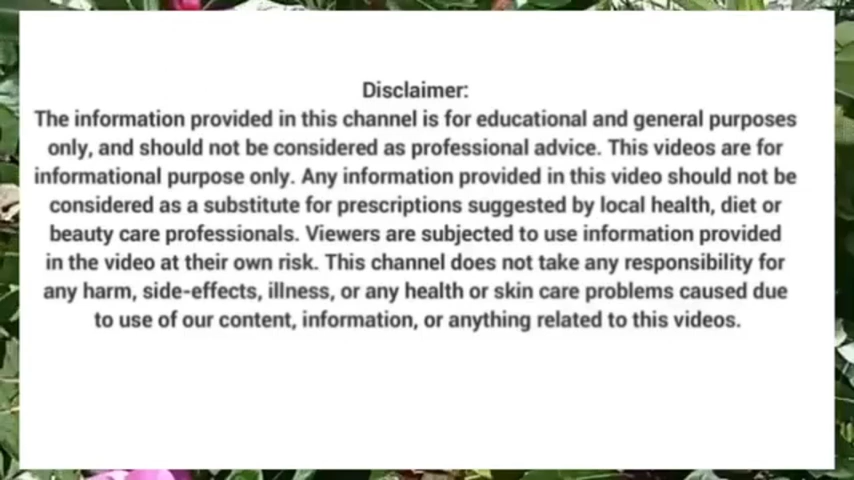 Disclaimer:
The information provided in this channel is for educational and general purposes
only, and should not be considered as professional advice. This videos are for
informational purpose only. Any information provided in this video should not be
considered as a substitute for prescriptions suggested by local health, diet or
beauty care professionals. Viewers are subjected to use information provided
in the video at their own risk. This channel does not take any responsibility for
any harm, side-effects, illness, or any health or skin care problems caused due
to use of our content, information, or anything related to this videos.